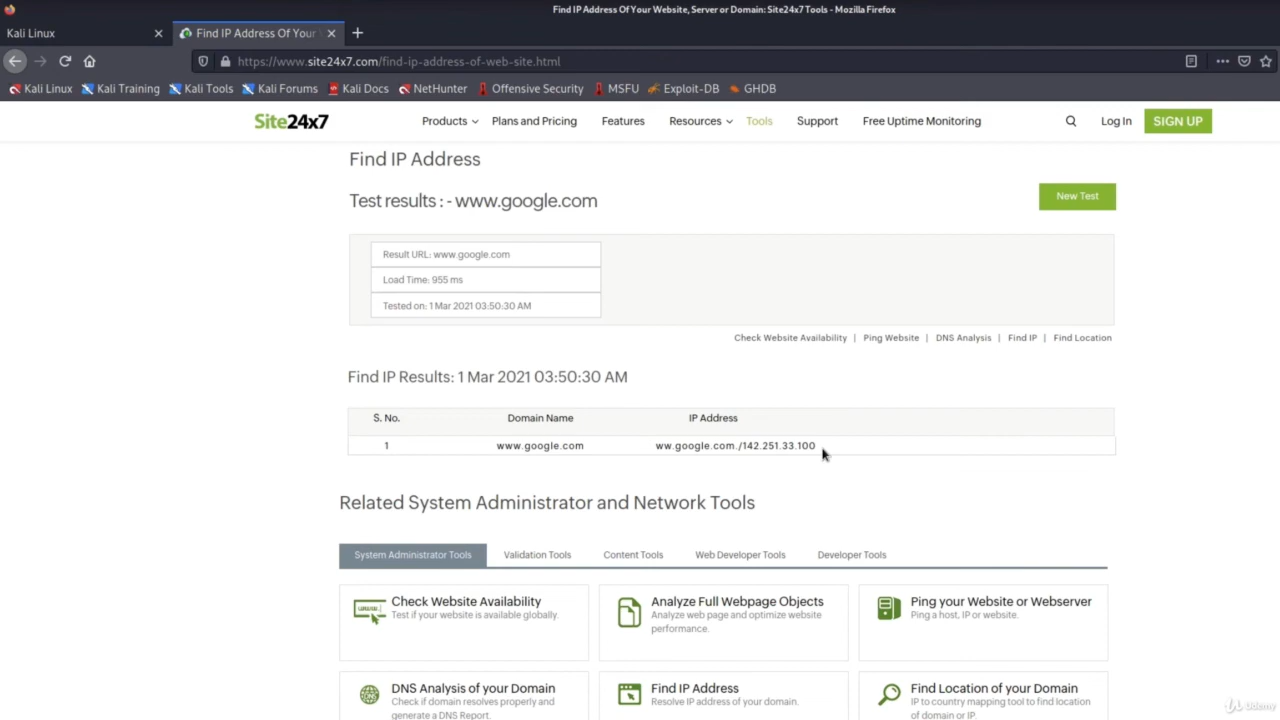 Find IP Address Of Your Website, Server or Domain: Site24x7 Tools - Mozilla Firefox
Kali Linux
Find IP Address Of Your
https://www.site24x7.com/find-ip-address-of-web-site.html
Kali Linux Kali Training Kali Tools Kali Forums Kali Docs NetHunter Offensive Security MSFU Exploit-DB GHDB
Site24x7 Products Plans and Pricing Features Resources Tools Support Free Uptime Monitoring Log In SIGN UP
Find IP Address
Test results : - www.google.com
New Test
Result URL: www.google.com
Load Time: 955 ms
Tested on: 1 Mar 2021 03:50:30 AM
Check Website Availability | Ping Website | DNS Analysis | Find IP | Find Location
Find IP Results: 1 Mar 2021 03:50:30 AM
S. No. Domain Name IP Address
1 www.google.com ww.google.com./142.251.33.100
Related System Administrator and Network Tools
System Administrator Tools Validation Tools Content Tools Web Developer Tools Developer Tools
Check Website Availability
Test if your website is available globally.
Analyze Full Webpage Objects
Analyze web page and optimize website
performance.
Ping your Website or Webserver
Ping a host, IP or website.
DNS Analysis of your Domain
Check if domain resolves properly and
generate a DNS Report.
Find IP Address
Resolve IP address of your domain.
Find Location of your Domain
IP to country mapping tool to find location
of domain or IP.
Udemy